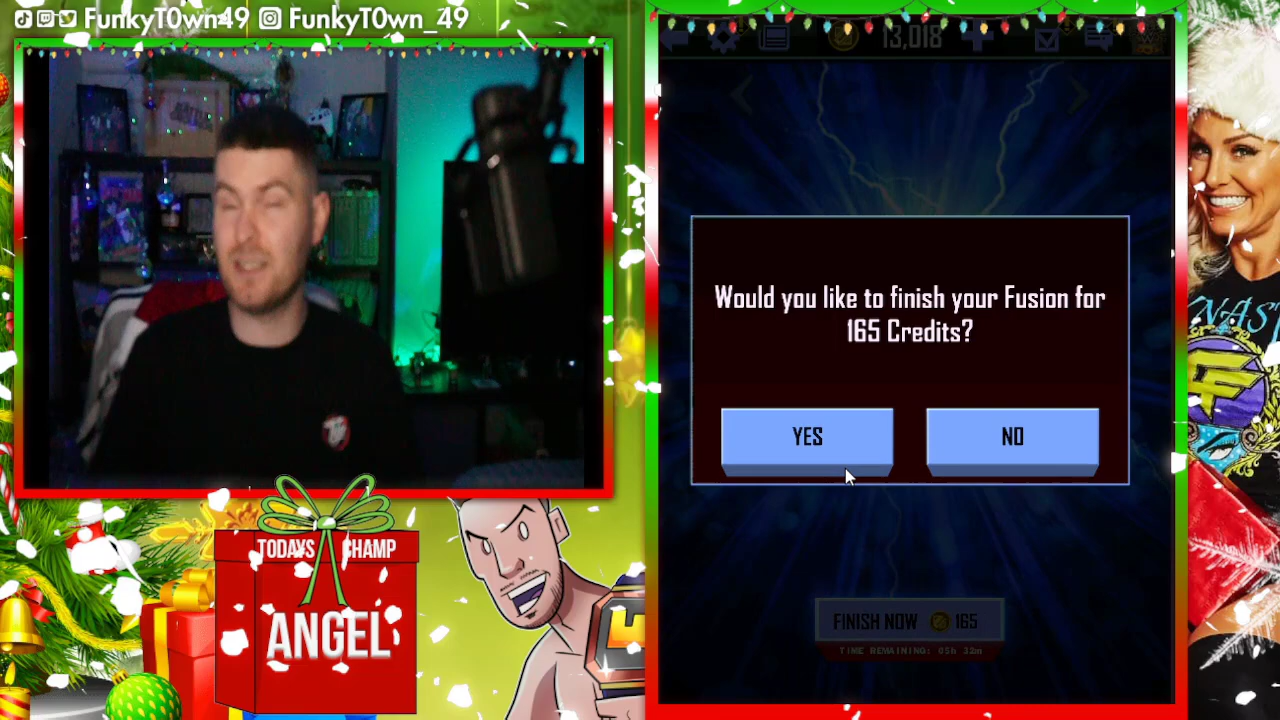 FunkyT0wn49 FunkyT0wn_49
13,018
Would you like to finish your Fusion for
165 Credits?
YES
NO
FINISH NOW 165
TIME REMAINING: 05h 32m
TODAYS CHAMP
ANGEL